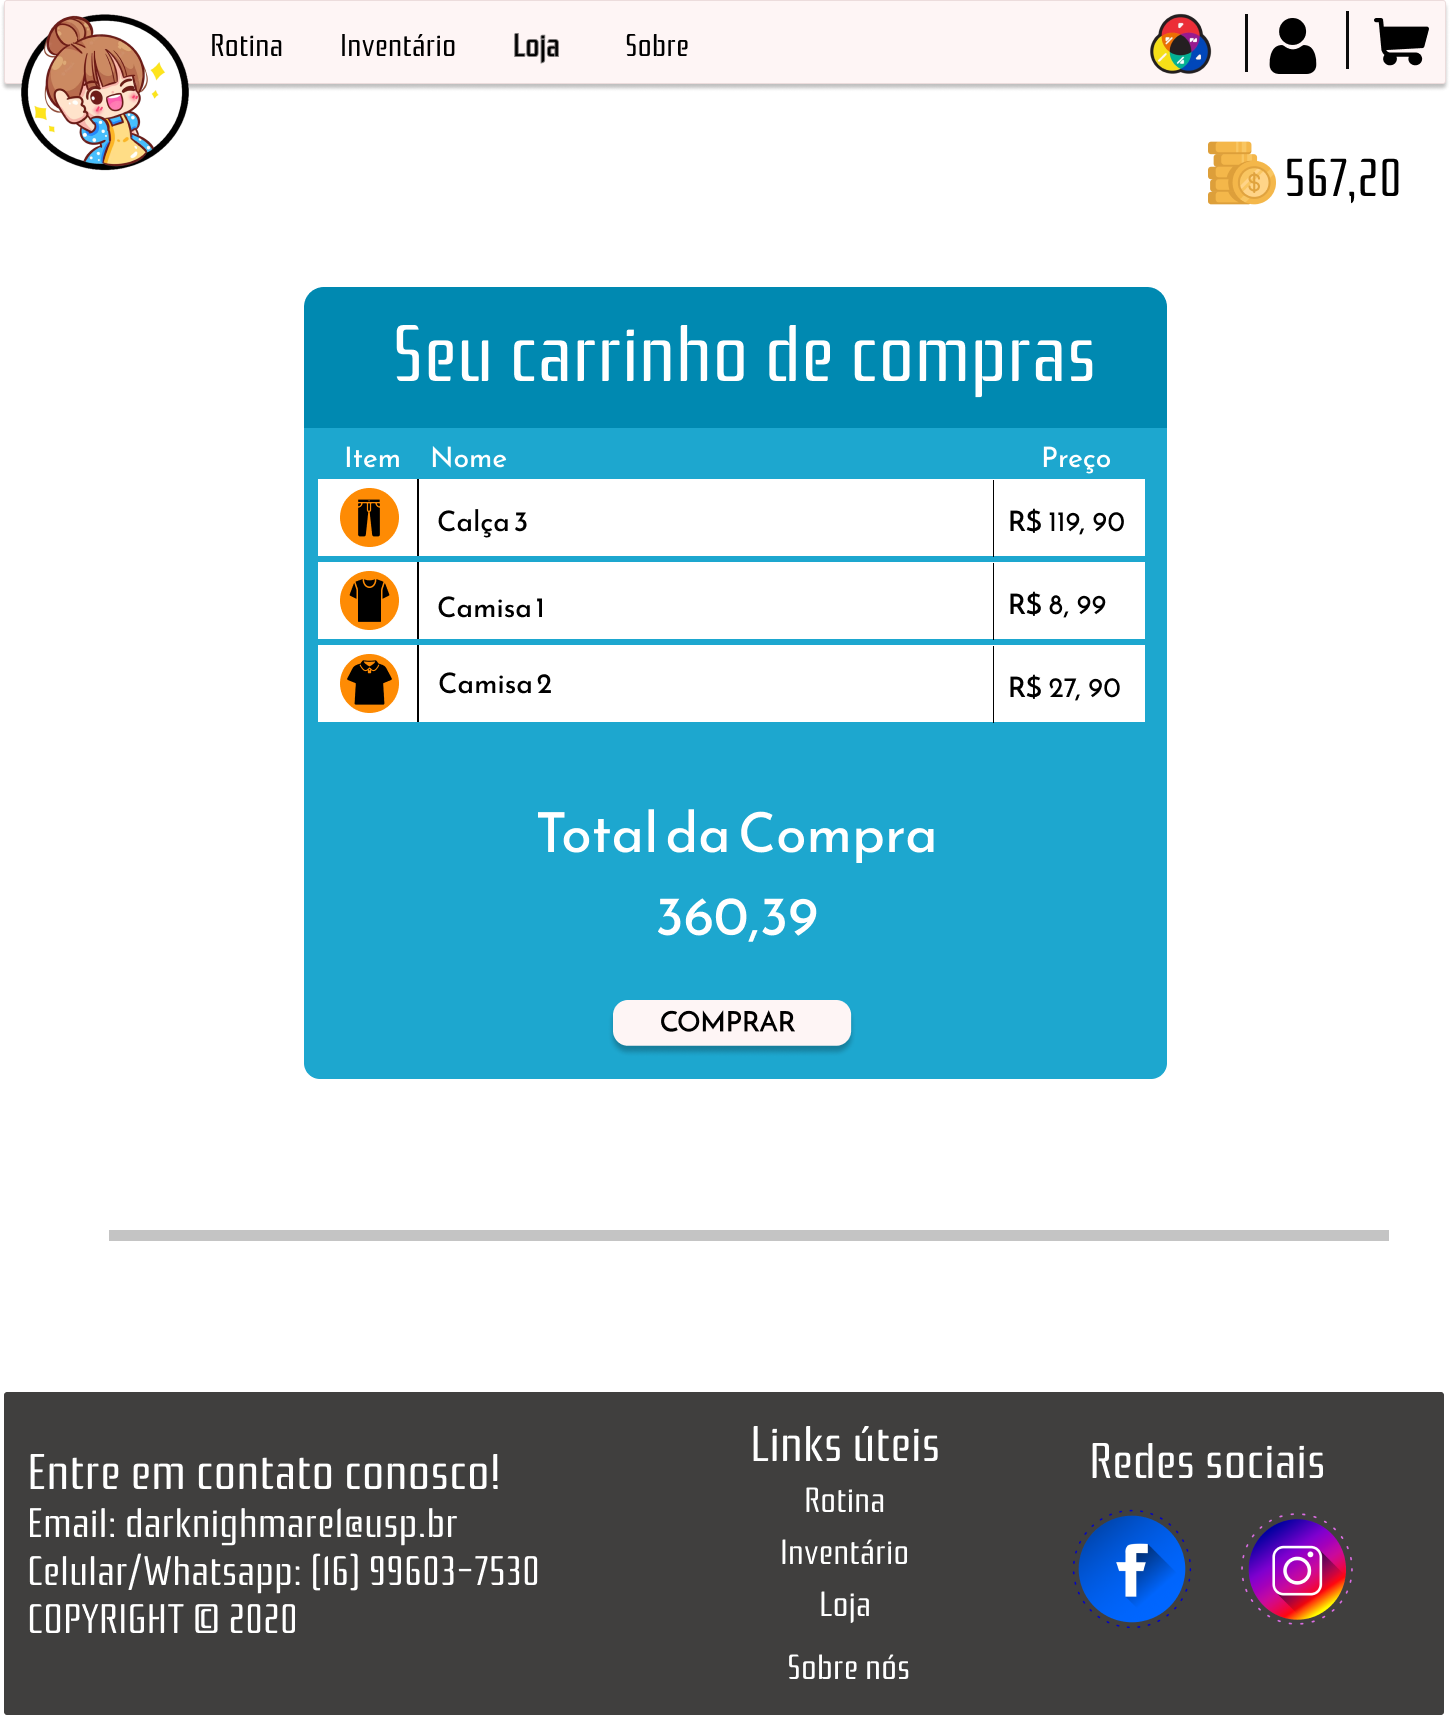 Rotina Inventário Loja Sobre
567,20
Seu carrinho de compras
Item Nome Preço
Calça 3 R$ 119, 90
Camisa 1 R$ 8, 99
Camisa 2 R$ 27, 90
Total da Compra
360,39
COMPRAR
Entre em contato conosco!
Email: darknighmare1@usp.br
Celular/Whatsapp: (16) 99603-7530
COPYRIGHT © 2020
Links úteis
Rotina
Inventário
Loja
Sobre nós
Redes sociais